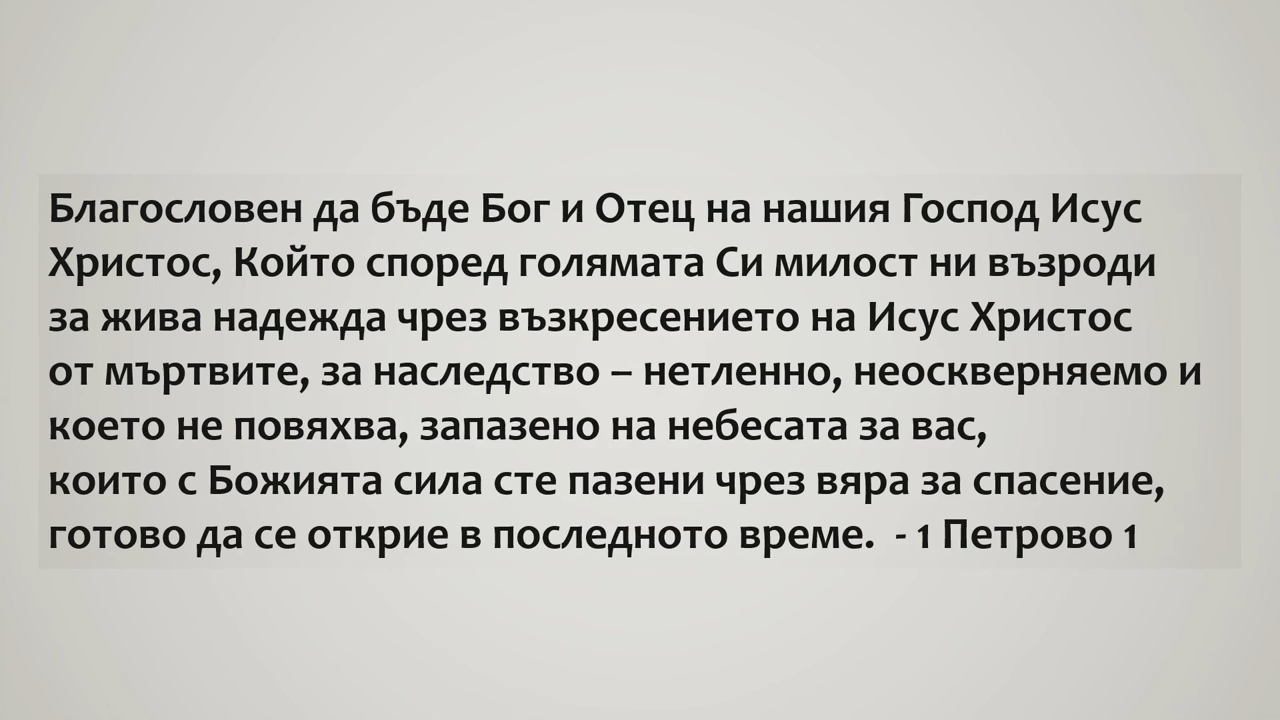 Благословен да бъде Бог и Отец на нашия Господ Исус
Христос, Който според голямата Си милост ни възроди
за жива надежда чрез възкресението на Исус Христос
от мъртвите, за наследство – нетленно, неоскверняемо и
което не повяхва, запазено на небесата за вас,
които с Божията сила сте пазени чрез вяра за спасение,
готово да се открие в последното време.  - 1 Петрово 1